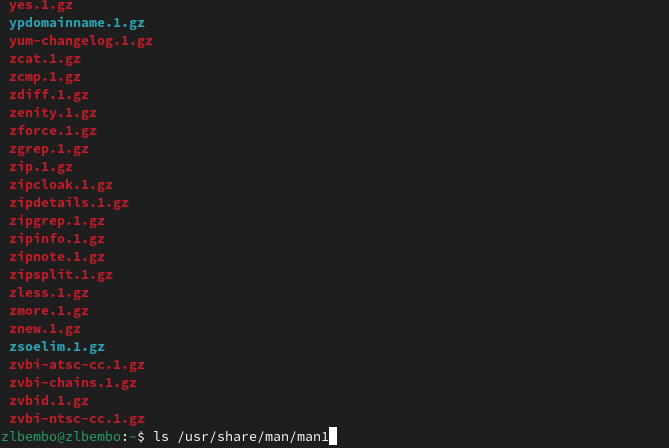 yes.1.gz
ypdomainname.1.gz
yum-changelog.1.gz
zcat.1.gz
zcmp.1.gz
zdiff.1.gz
zenity.1.gz
zforce.1.gz
zgrep.1.gz
zip.1.gz
zipcloak.1.gz
zipdetails.1.gz
zipgrep.1.gz
zipinfo.1.gz
zipnote.1.gz
zipsplit.1.gz
zless.1.gz
zmore.1.gz
znew.1.gz
zsoelim.1.gz
zvbi-atsc-cc.1.gz
zvbi-chains.1.gz
zvbid.1.gz
zvbi-ntsc-cc.1.gz
zlbembo@zlbembo:~$ ls /usr/share/man/man1